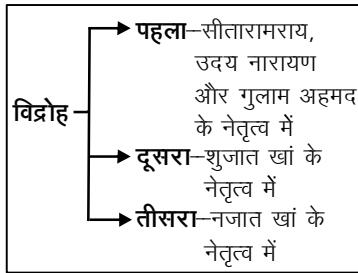 विद्रोह
पहला–सीतारामराय,
उदय नारायण
और गुलाम अहमद
के नेतृत्व में
दूसरा–शुजात खां के
नेतृत्व में
तीसरा–नजात खां के
नेतृत्व में